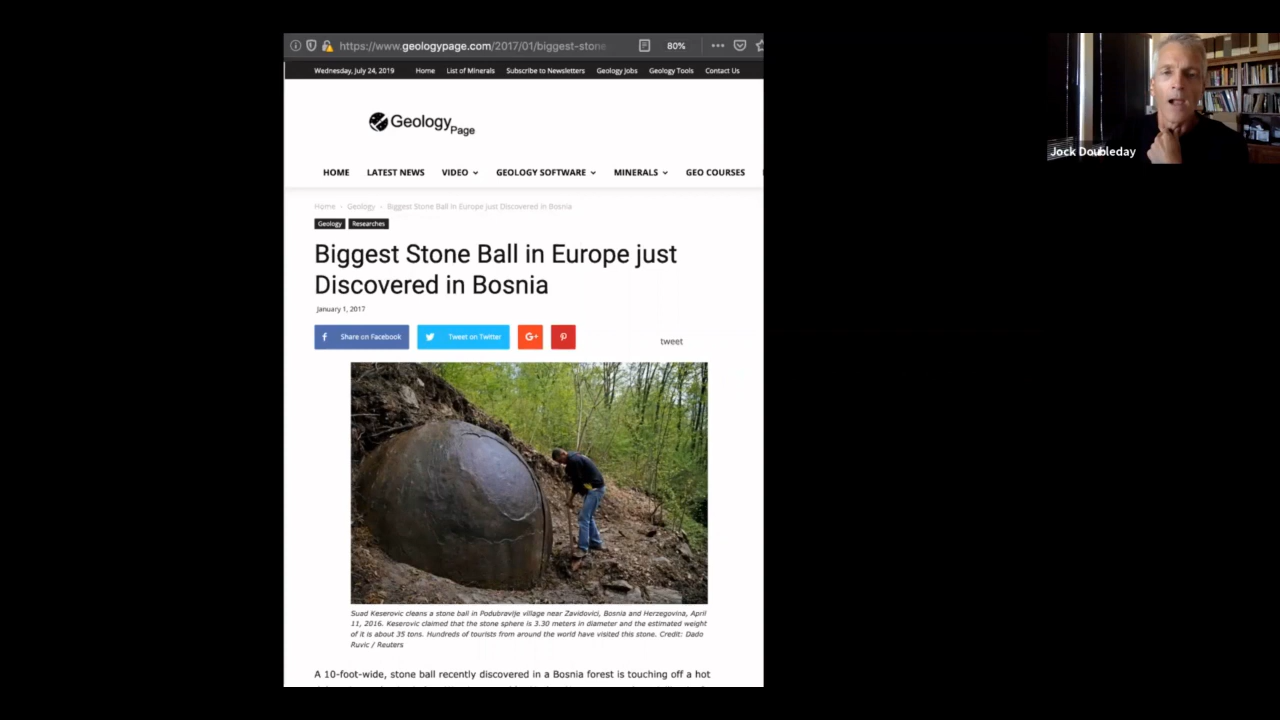 https://www.geologypage.com/2017/01/biggest-stone
80%
Wednesday, July 24, 2019 Home List of Minerals Subscribe to Newsletters Geology Jobs Geology Tools Contact Us
Geology Page
HOME LATEST NEWS VIDEO GEOLOGY SOFTWARE MINERALS GEO COURSES
Home Geology Biggest Stone Ball in Europe just Discovered in Bosnia
Geology Researches
Biggest Stone Ball in Europe just
Discovered in Bosnia
January 1, 2017
Share on Facebook Tweet on Twitter G+
tweet
Suad Keserovic cleans a stone ball in Podubravlje village near Zavidovici, Bosnia and Herzegovina, April
11, 2016. Keserovic claimed that the stone sphere is 3.30 meters in diameter and the estimated weight
of it is about 35 tons. Hundreds of tourists from around the world have visited this stone. Credit: Dado
Ruvic / Reuters
A 10-foot-wide, stone ball recently discovered in a Bosnia forest is touching off a hot
Jock Doubleday